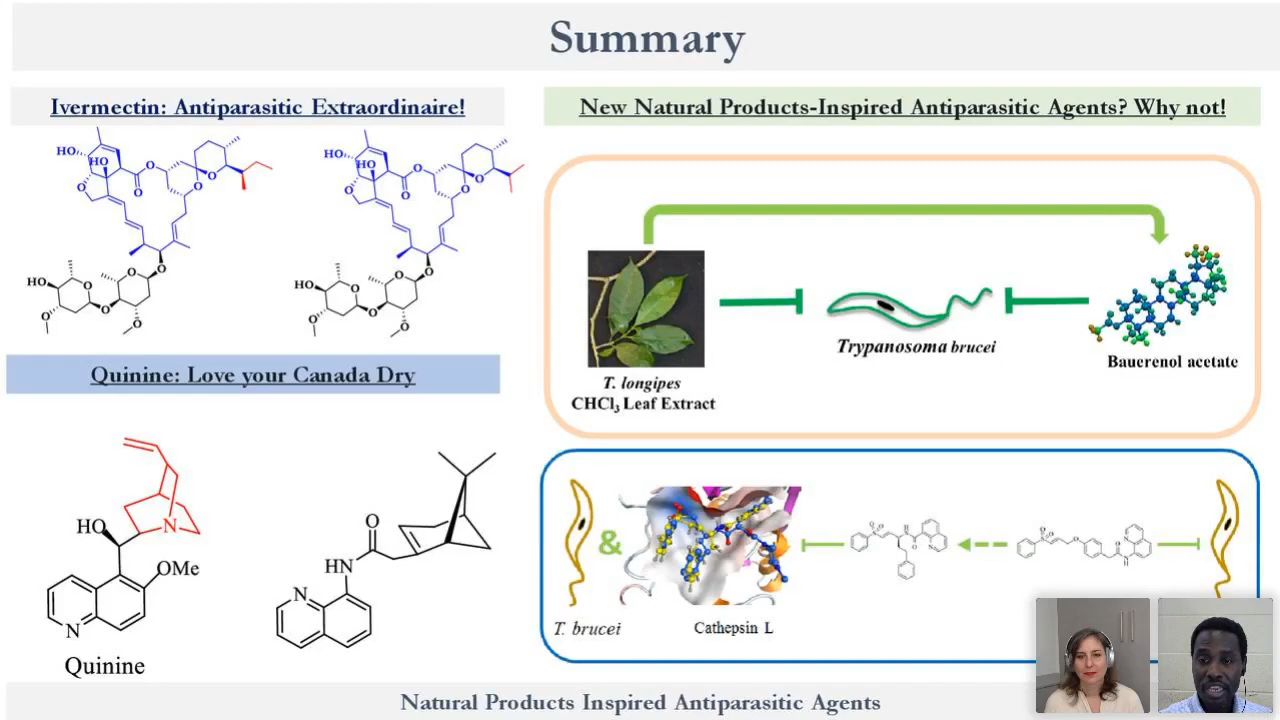 Summary
Ivermectin: Antiparasitic Extraordinaire!
New Natural Products-Inspired Antiparasitic Agents? Why not!
HO
HO
O
O
O
O
O
HO
O
O
O
O
O
HO
HO
O
O
O
O
O
HO
O
O
O
O
O
T. longipes
CHCl3 Leaf Extract
Trypanosoma brucei
Bauerenol acetate
Quinine: Love your Canada Dry
HO
N
OMe
N
Quinine
O
HN
N
&
T. brucei
Cathepsin L
Natural Products Inspired Antiparasitic Agents